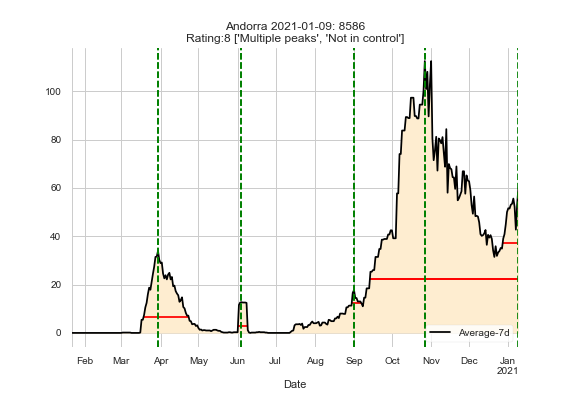 Andorra 2021-01-09: 8586
Rating:8 ['Multiple peaks', 'Not in control']
100
80
60
40
20
0
Average-7d
Feb Mar Apr May Jun Jul Aug Sep Oct Nov Dec Jan
2021
Date